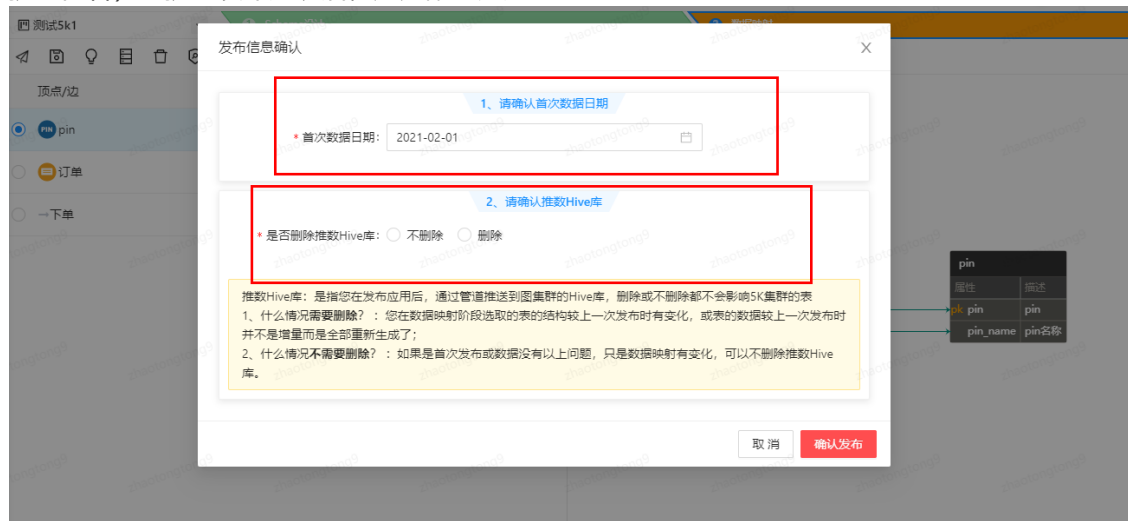 测试5k1
发布信息确认
顶点/边
1、请确认首次数据日期
pin
* 首次数据日期: 2021-02-01
订单
2、请确认推数Hive库
→下单
* 是否删除推数Hive库: 不删除 删除
pin
属性 描述
推数Hive库：是指您在发布应用后，通过管道推送到图集群的Hive库，删除或不删除都不会影响5K集群的表
pk pin pin
1、什么情况需要删除？：您在数据映射阶段选取的表的结构较上一次发布时有变化，或表的数据较上一次发布时
并不是增量而是全部重新生成了；
pin_name pin名称
2、什么情况不需要删除？：如果是首次发布或数据没有以上问题，只是数据映射有变化，可以不删除推数Hive
库。
取 消 确认发布
zhaotongtong9